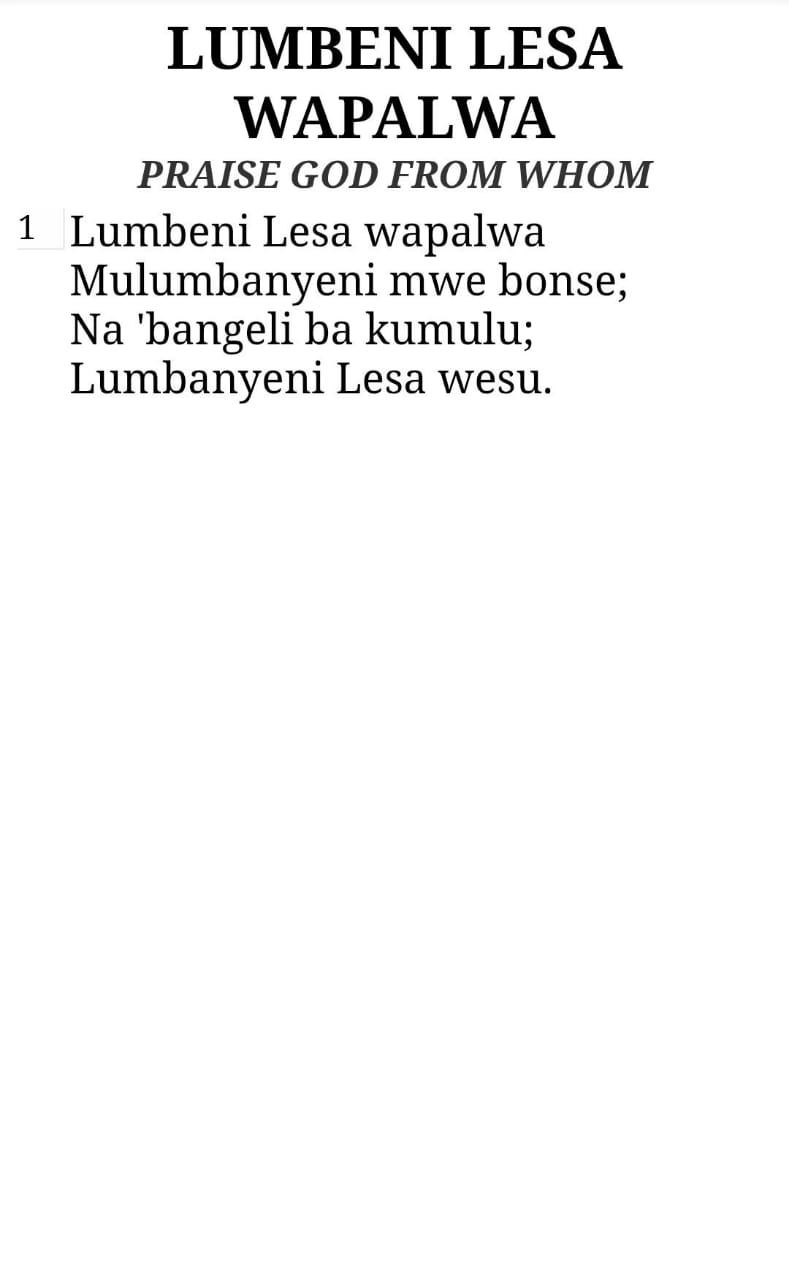 LUMBENI LESA
WAPALWA
PRAISE GOD FROM WHOM
1 Lumbeni Lesa wapalwa
Mulumbanyeni mwe bonse;
Na 'bangeli ba kumulu;
Lumbanyeni Lesa wesu.